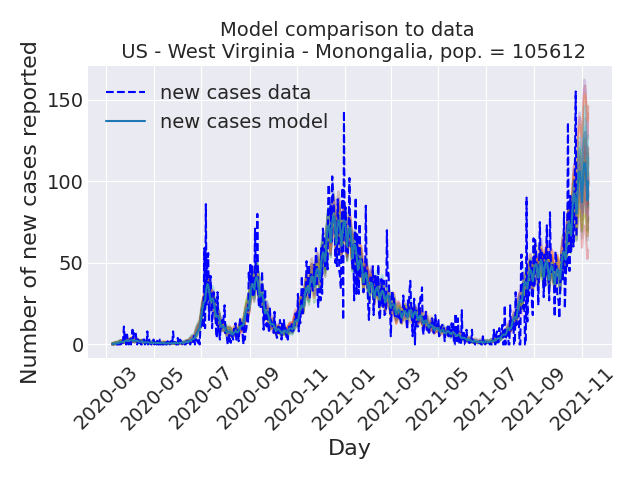 Model comparison to data
US - West Virginia - Monongalia, pop. = 105612
Number of new cases reported
150
100
50
0
new cases data
new cases model
2020-03
2020-05
2020-07
2020-09
2020-11
2021-01
2021-03
2021-05
2021-07
2021-09
2021-11
Day